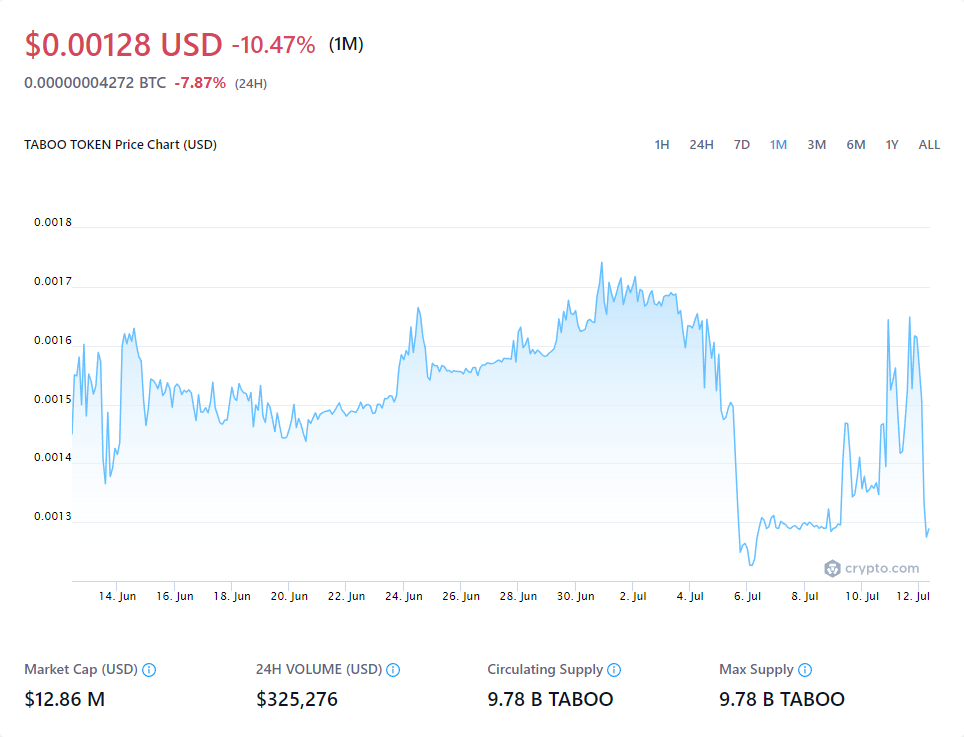 $0.00128 USD -10.47% (1M)
0.00000004272 BTC -7.87% (24H)
TABOO TOKEN Price Chart (USD)
1H 24H 7D 1M 3M 6M 1Y ALL
0.0018
0.0017
0.0016
0.0015
0.0014
0.0013
crypto.com
14. Jun 16. Jun 18. Jun 20. Jun 22. Jun 24. Jun 26. Jun 28. Jun 30. Jun 2. Jul 4. Jul 6. Jul 8. Jul 10. Jul 12. Jul
Market Cap (USD) 24H VOLUME (USD) Circulating Supply Max Supply
$12.86 M $325,276 9.78 B TABOO 9.78 B TABOO